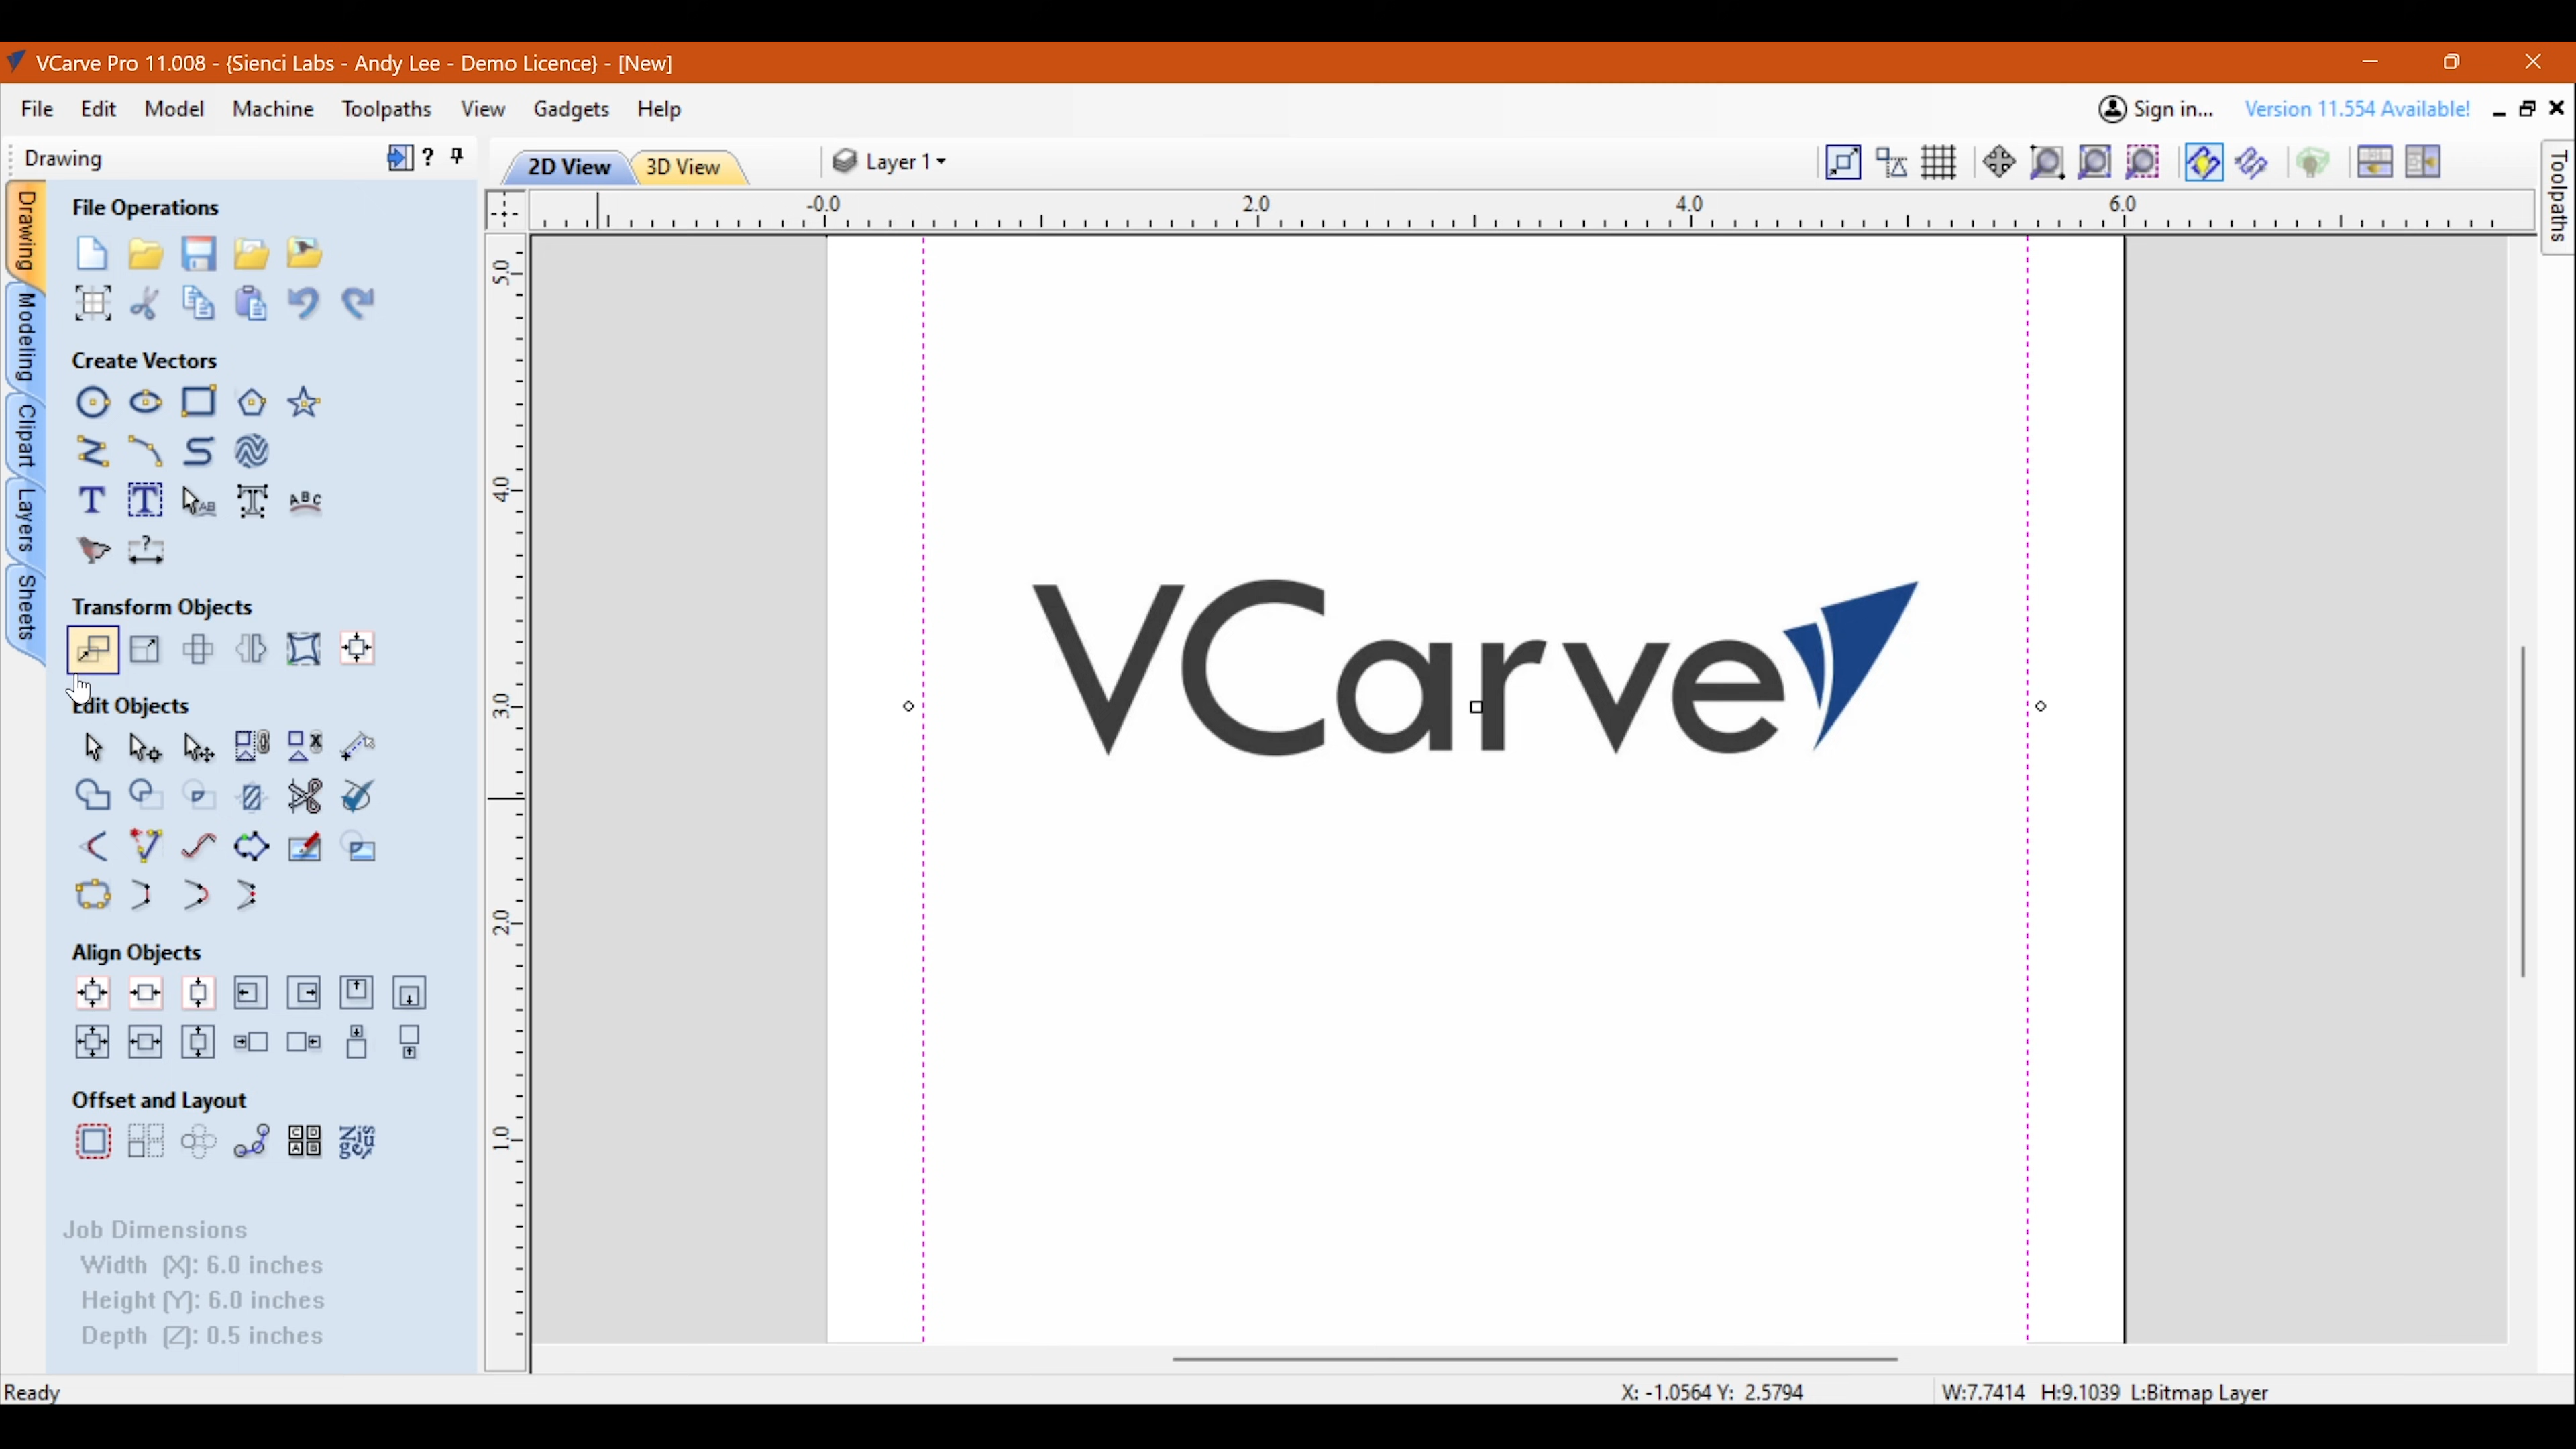 VCarve Pro 11.008 - {Sienci Labs - Andy Lee - Demo Licence} - [New]
File Edit Model Machine Toolpaths View Gadgets Help
Sign in... Version 11.554 Available!
Drawing
2D View 3D View Layer 1
Toolpaths
Drawing
Modeling
Clipart
Layers
Sheets
File Operations
Create Vectors
Transform Objects
Edit Objects
Align Objects
Offset and Layout
Job Dimensions
Width (X): 6.0 inches
Height (Y): 6.0 inches
Depth (Z): 0.5 inches
-0.0 2.0 4.0 6.0
5.0
4.0
3.0
2.0
1.0
VCarve
Ready
X: -1.0564 Y: 2.5794
W:7.7414 H:9.1039 L:Bitmap Layer